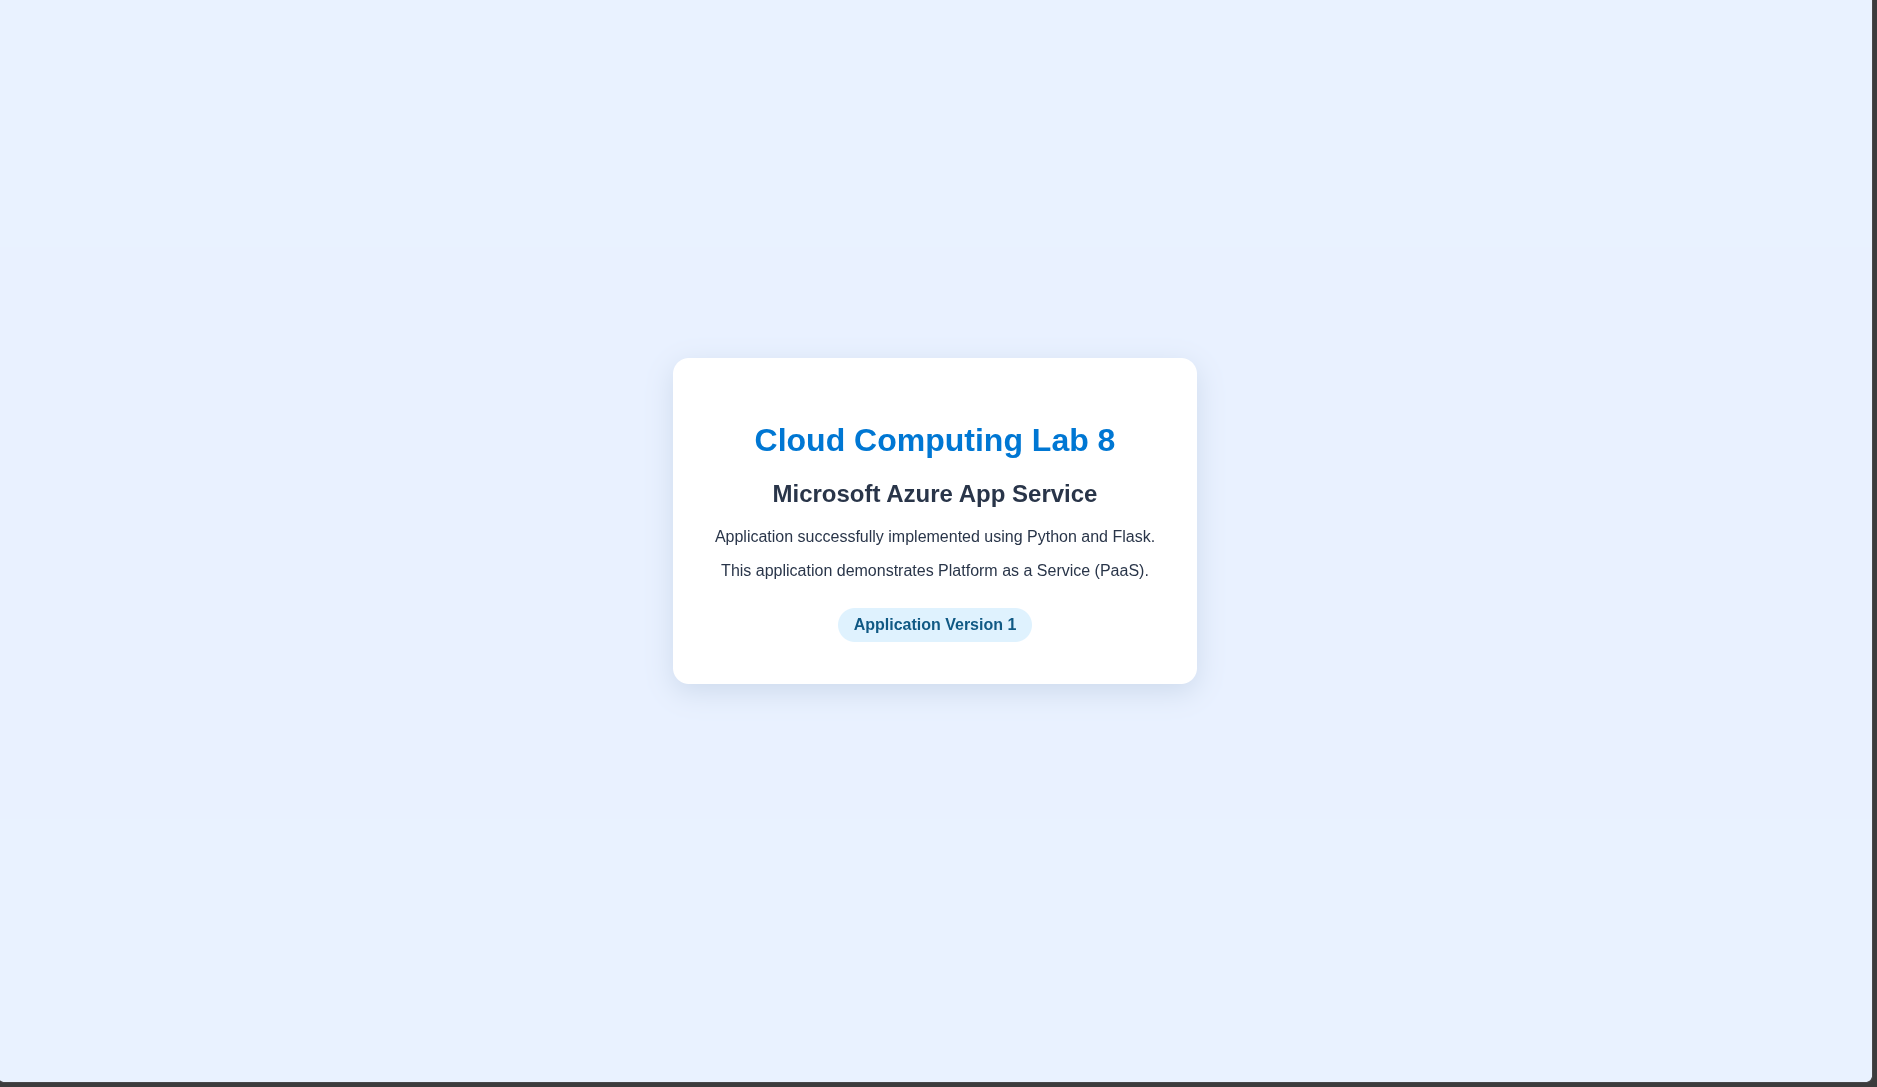 Cloud Computing Lab 8
Microsoft Azure App Service
Application successfully implemented using Python and Flask.
This application demonstrates Platform as a Service (PaaS).
Application Version 1